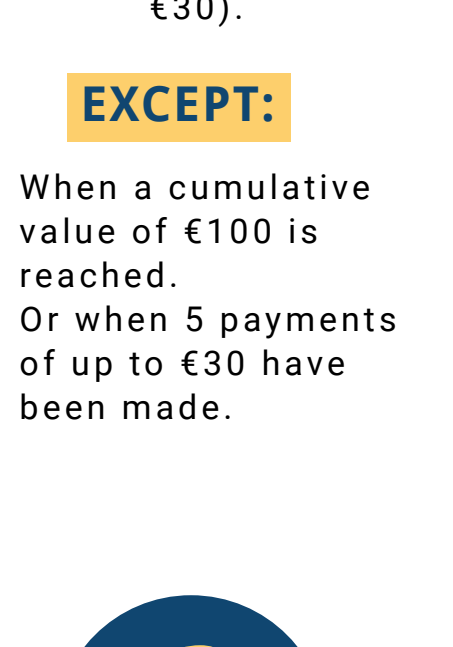 €30).
EXCEPT:
When a cumulative
value of €100 is
reached.
Or when 5 payments
of up to €30 have
been made.